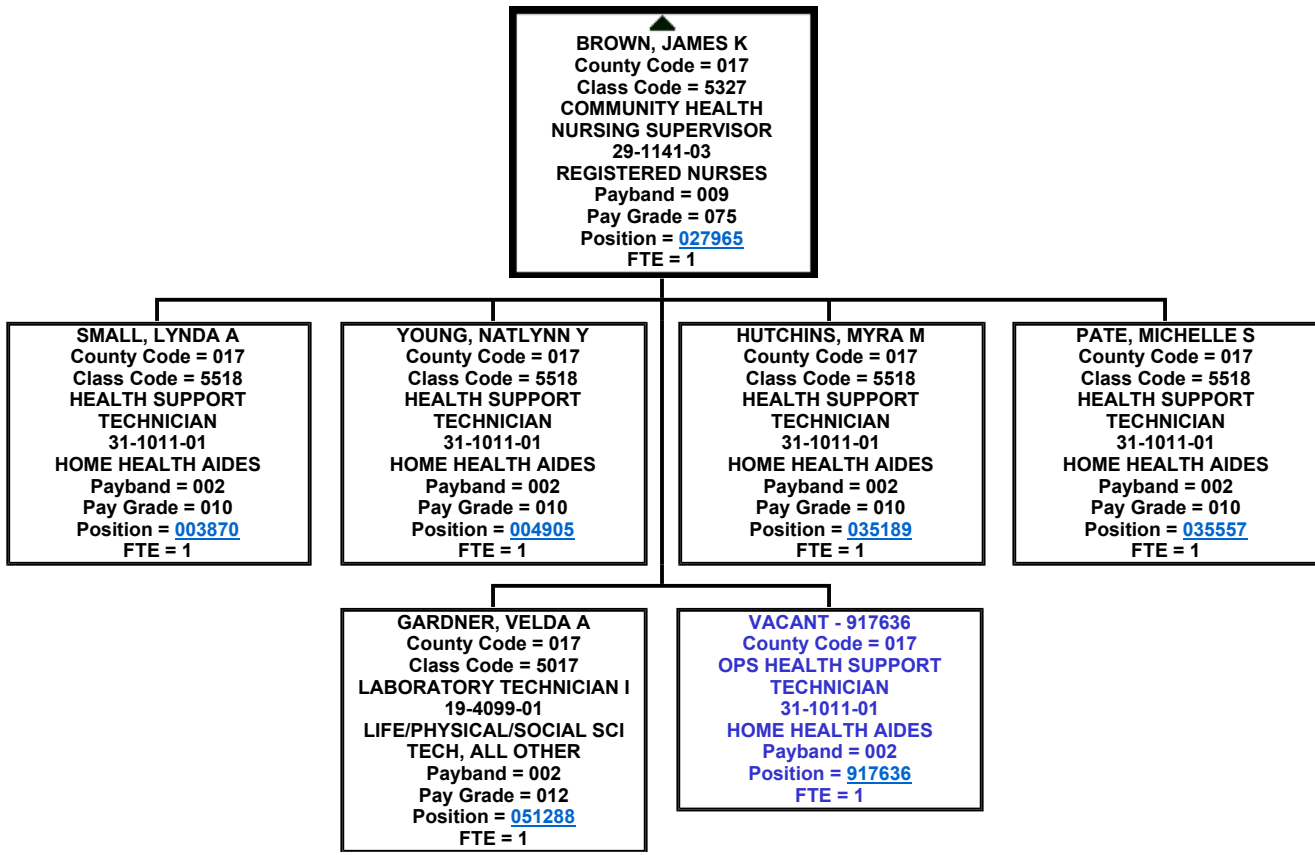 BROWN, JAMES K
County Code = 017
Class Code = 5327
COMMUNITY HEALTH
NURSING SUPERVISOR
29-1141-03
REGISTERED NURSES
Payband = 009
Pay Grade = 075
Position = 027965
FTE = 1
SMALL, LYNDA A
County Code = 017
Class Code = 5518
HEALTH SUPPORT
TECHNICIAN
31-1011-01
HOME HEALTH AIDES
Payband = 002
Pay Grade = 010
Position = 003870
FTE = 1
YOUNG, NATLYNN Y
County Code = 017
Class Code = 5518
HEALTH SUPPORT
TECHNICIAN
31-1011-01
HOME HEALTH AIDES
Payband = 002
Pay Grade = 010
Position = 004905
FTE = 1
HUTCHINS, MYRA M
County Code = 017
Class Code = 5518
HEALTH SUPPORT
TECHNICIAN
31-1011-01
HOME HEALTH AIDES
Payband = 002
Pay Grade = 010
Position = 035189
FTE = 1
PATE, MICHELLE S
County Code = 017
Class Code = 5518
HEALTH SUPPORT
TECHNICIAN
31-1011-01
HOME HEALTH AIDES
Payband = 002
Pay Grade = 010
Position = 035557
FTE = 1
GARDNER, VELDA A
County Code = 017
Class Code = 5017
LABORATORY TECHNICIAN I
19-4099-01
LIFE/PHYSICAL/SOCIAL SCI
TECH, ALL OTHER
Payband = 002
Pay Grade = 012
Position = 051288
FTE = 1
VACANT - 917636
County Code = 017
OPS HEALTH SUPPORT
TECHNICIAN
31-1011-01
HOME HEALTH AIDES
Payband = 002
Position = 917636
FTE = 1